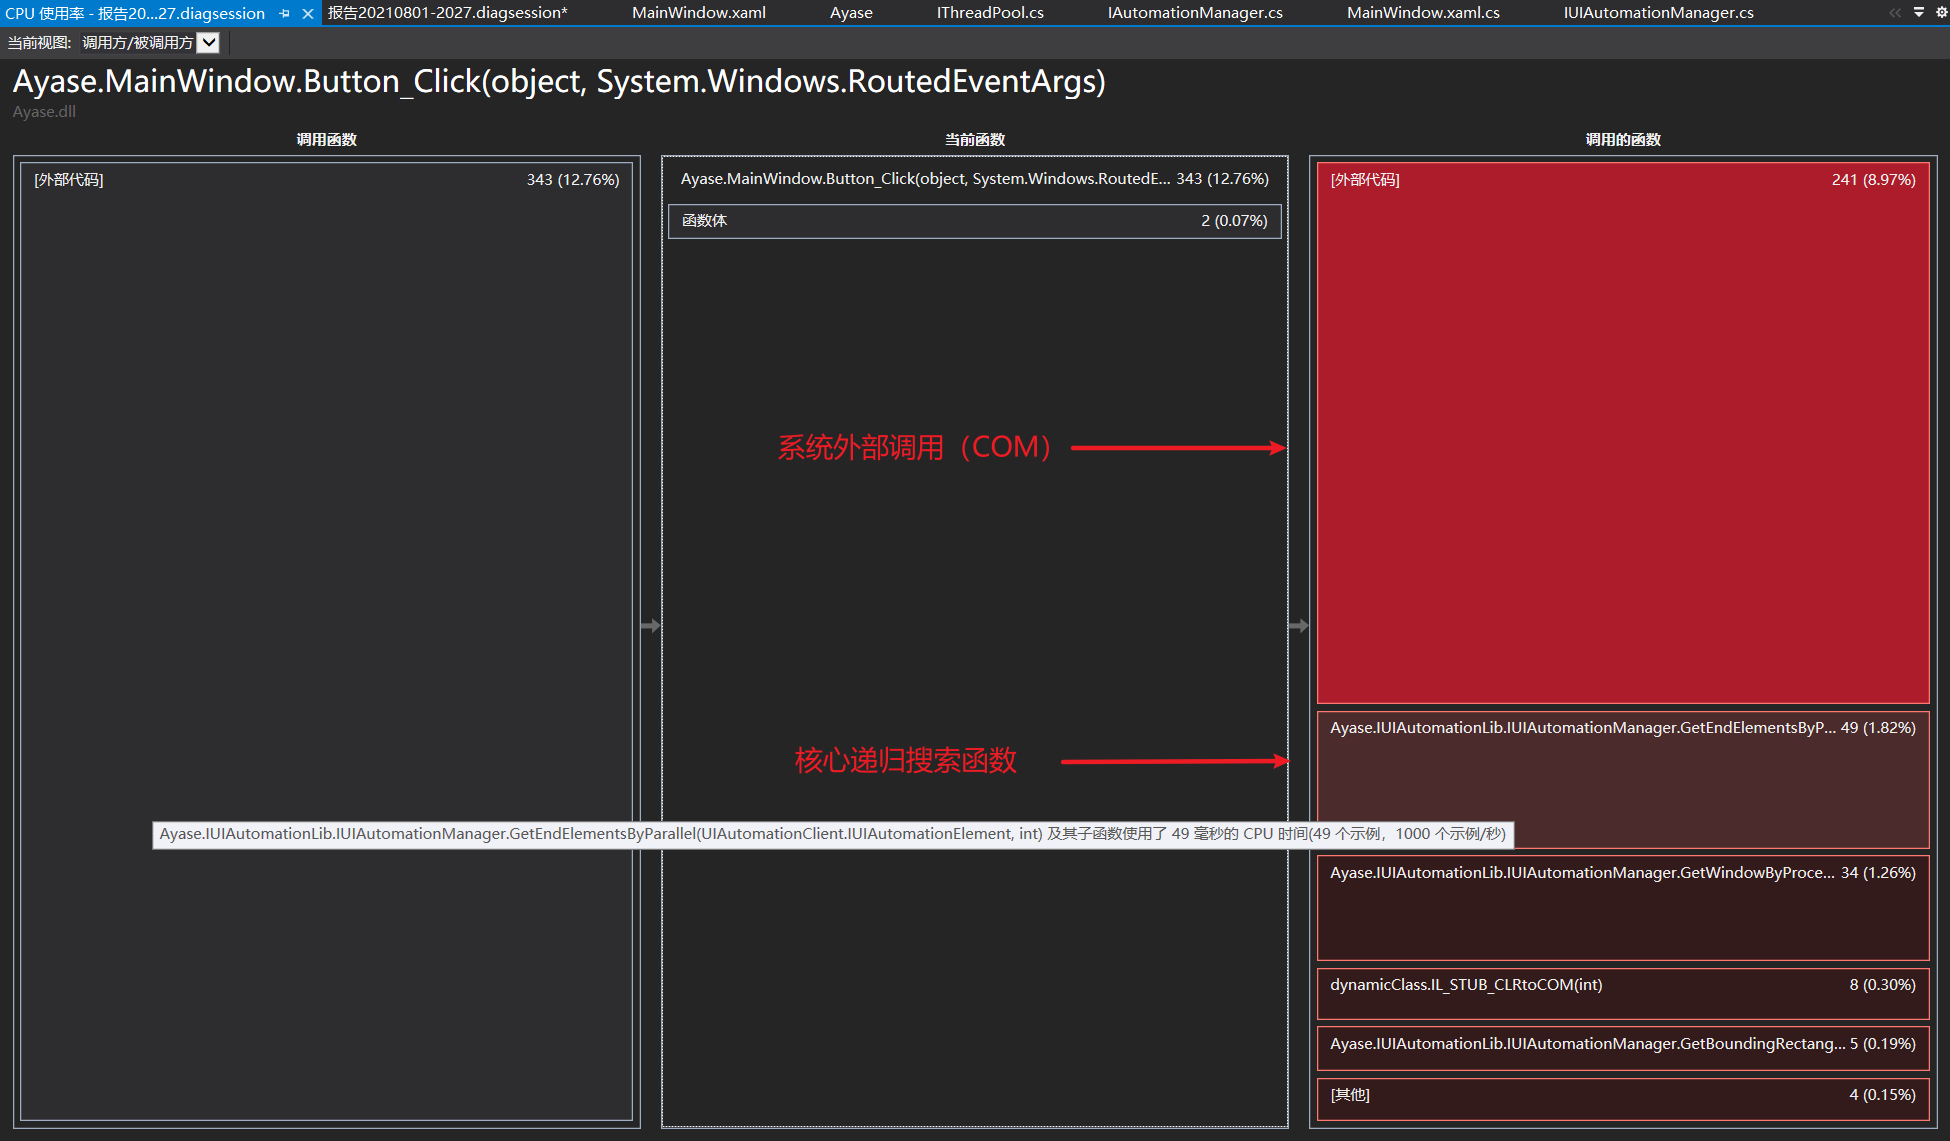 CPU 使用率 - 报告20...27.diagsession 报告20210801-2027.diagsession* MainWindow.xaml Ayase IThreadPool.cs IAutomationManager.cs MainWindow.xaml.cs IUIAutomationManager.cs
当前视图: 调用方/被调用方
Ayase.MainWindow.Button_Click(object, System.Windows.RoutedEventArgs)
Ayase.dll
调用函数 当前函数 调用的函数
[外部代码] 343 (12.76%)
Ayase.MainWindow.Button_Click(object, System.Windows.RoutedE... 343 (12.76%)
函数体 2 (0.07%)
系统外部调用（COM）
核心递归搜索函数
[外部代码] 241 (8.97%)
Ayase.IUIAutomationLib.IUIAutomationManager.GetEndElementsByP... 49 (1.82%)
Ayase.IUIAutomationLib.IUIAutomationManager.GetEndElementsByParallel(UIAutomationClient.IUIAutomationElement, int) 及其子函数使用了 49 毫秒的 CPU 时间(49 个示例，1000 个示例/秒)
Ayase.IUIAutomationLib.IUIAutomationManager.GetWindowByProce... 34 (1.26%)
dynamicClass.IL_STUB_CLRtoCOM(int) 8 (0.30%)
Ayase.IUIAutomationLib.IUIAutomationManager.GetBoundingRectang... 5 (0.19%)
[其他] 4 (0.15%)